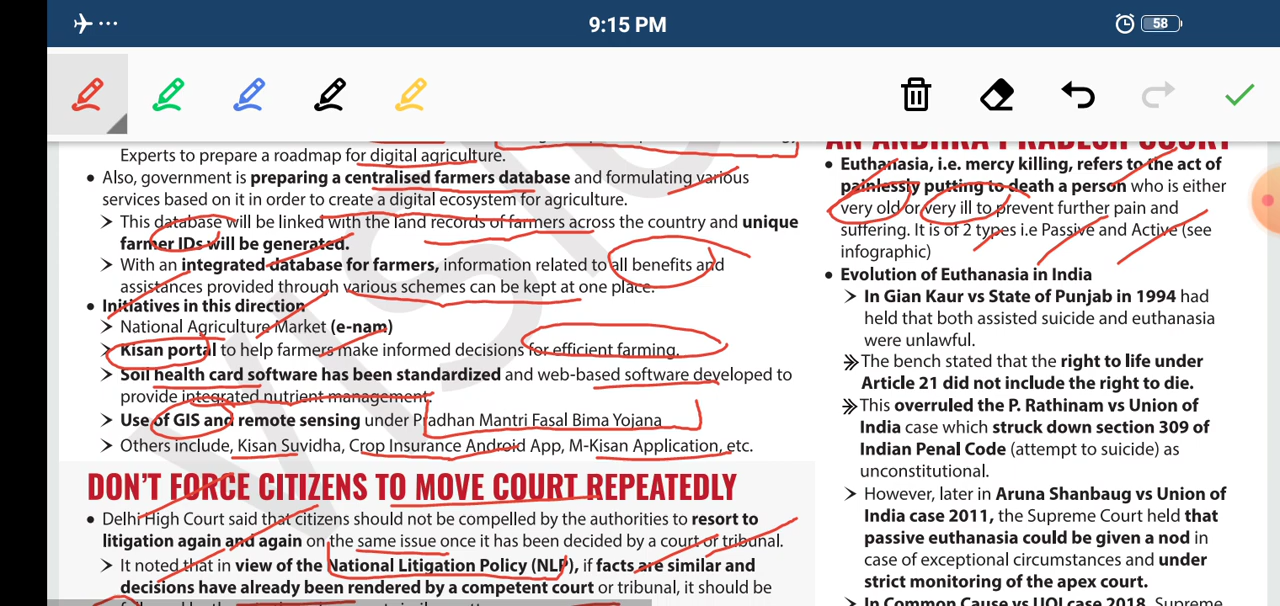 9:15 PM
58
Experts to prepare a roadmap for digital agriculture.
• Also, government is preparing a centralised farmers database and formulating various
services based on it in order to create a digital ecosystem for agriculture.
➤ This database will be linked with the land records of farmers across the country and unique
farmer IDs will be generated.
➤ With an integrated database for farmers, information related to all benefits and
assistances provided through various schemes can be kept at one place.
• Initiatives in this direction
➤ National Agriculture Market (e-nam)
➤ Kisan portal to help farmers make informed decisions for efficient farming.
➤ Soil health card software has been standardized and web-based software developed to
provide integrated nutrient management.
➤ Use of GIS and remote sensing under Pradhan Mantri Fasal Bima Yojana
➤ Others include, Kisan Suvidha, Crop Insurance Android App, M-Kisan Application, etc.
DON'T FORCE CITIZENS TO MOVE COURT REPEATEDLY
• Delhi High Court said that citizens should not be compelled by the authorities to resort to
litigation again and again on the same issue once it has been decided by a court or tribunal.
➤ It noted that in view of the National Litigation Policy (NLP), if facts are similar and
decisions have already been rendered by a competent court or tribunal, it should be
AN ANDHRA PRADESH COURT
• Euthanasia, i.e. mercy killing, refers to the act of
painlessly putting to death a person who is either
very old or very ill to prevent further pain and
suffering. It is of 2 types i.e Passive and Active (see
infographic)
• Evolution of Euthanasia in India
➤ In Gian Kaur vs State of Punjab in 1994 had
held that both assisted suicide and euthanasia
were unlawful.
⪢ The bench stated that the right to life under
Article 21 did not include the right to die.
⪢ This overruled the P. Rathinam vs Union of
India case which struck down section 309 of
Indian Penal Code (attempt to suicide) as
unconstitutional.
➤ However, later in Aruna Shanbaug vs Union of
India case 2011, the Supreme Court held that
passive euthanasia could be given a nod in
case of exceptional circumstances and under
strict monitoring of the apex court.
➤ In Common Cause vs UOI case 2018, Supreme